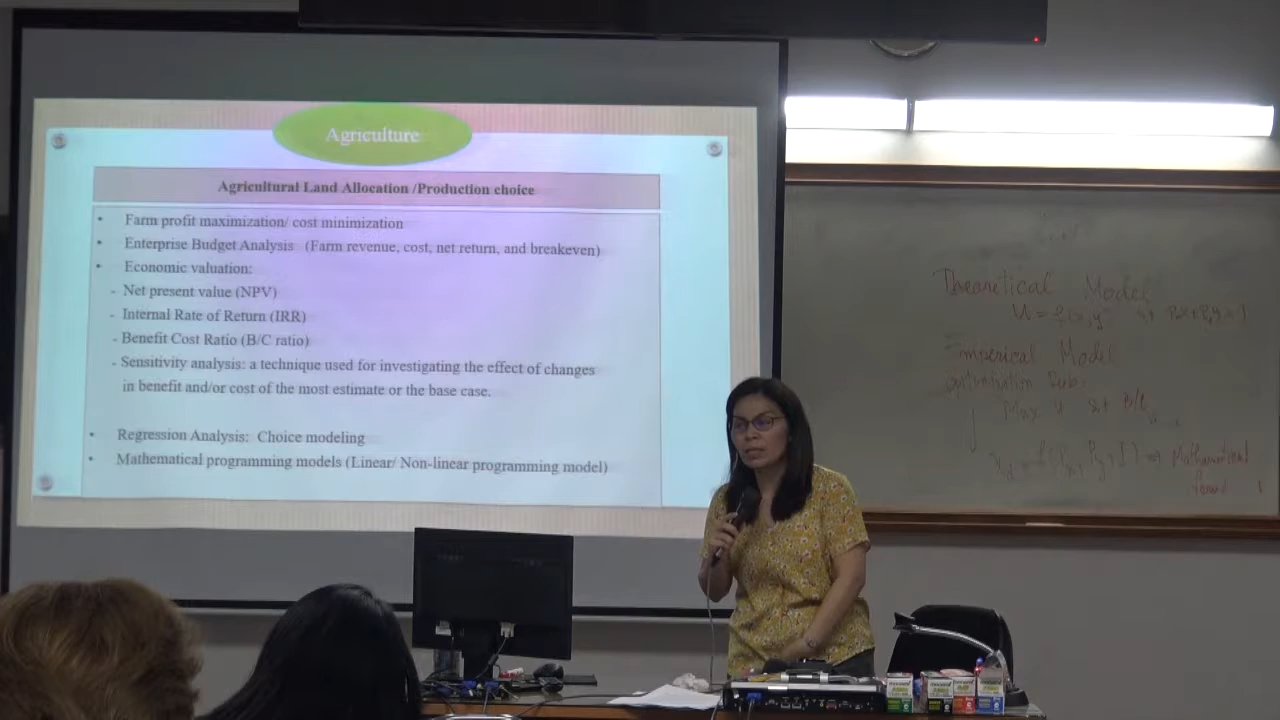 Agriculture
Agricultural Land Allocation /Production choice
• Farm profit maximization/ cost minimization
• Enterprise Budget Analysis (Farm revenue, cost, net return, and breakeven)
• Economic valuation:
- Net present value (NPV)
- Internal Rate of Return (IRR)
- Benefit Cost Ratio (B/C ratio)
- Sensitivity analysis: a technique used for investigating the effect of changes
in benefit and/or cost of the most estimate or the base case.
• Regression Analysis: Choice modeling
• Mathematical programming models (Linear/ Non-linear programming model)
Theoretical Model
Emperical Model
Max
Mathematical